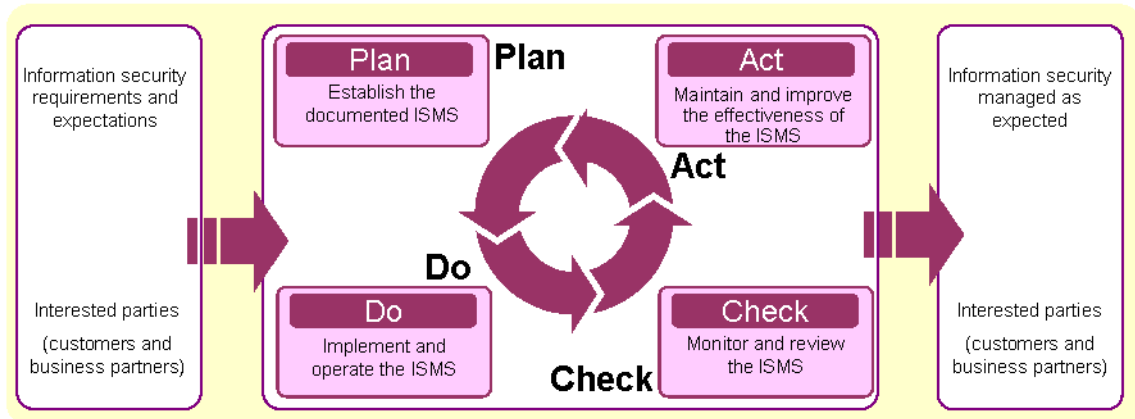 Information security
requirements and
expectations
Interested parties
(customers and
business partners)
Plan
Establish the
documented ISMS
Plan
Act
Maintain and improve
the effectiveness of
the ISMS
Act
Do
Do
Implement and
operate the ISMS
Check
Monitor and review
the ISMS
Check
Information security
managed as
expected
Interested parties
(customers and
business partners)